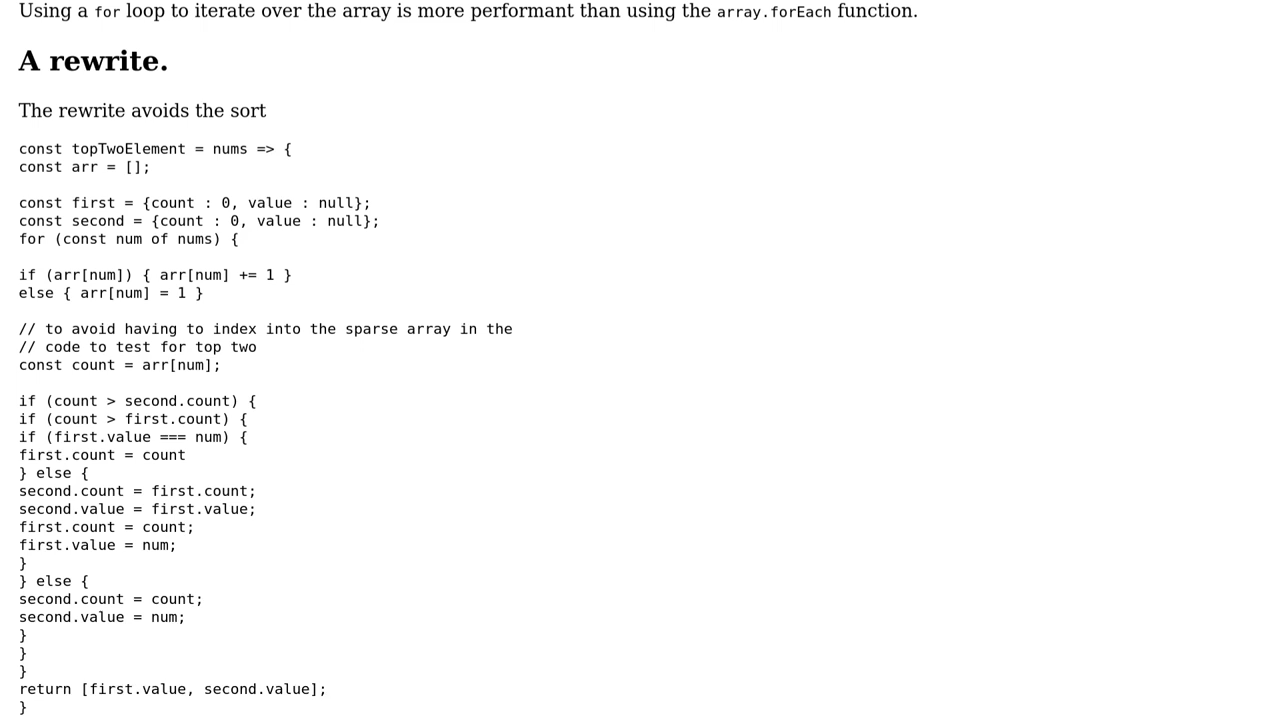 Using a for loop to iterate over the array is more performant than using the array.forEach function.
A rewrite.
The rewrite avoids the sort
const topTwoElement = nums => {
const arr = [];
const first = {count : 0, value : null};
const second = {count : 0, value : null};
for (const num of nums) {
if (arr[num]) { arr[num] += 1 }
else { arr[num] = 1 }
// to avoid having to index into the sparse array in the
// code to test for top two
const count = arr[num];
if (count > second.count) {
if (count > first.count) {
if (first.value === num) {
first.count = count
} else {
second.count = first.count;
second.value = first.value;
first.count = count;
first.value = num;
}
} else {
second.count = count;
second.value = num;
}
}
}
return [first.value, second.value];
}